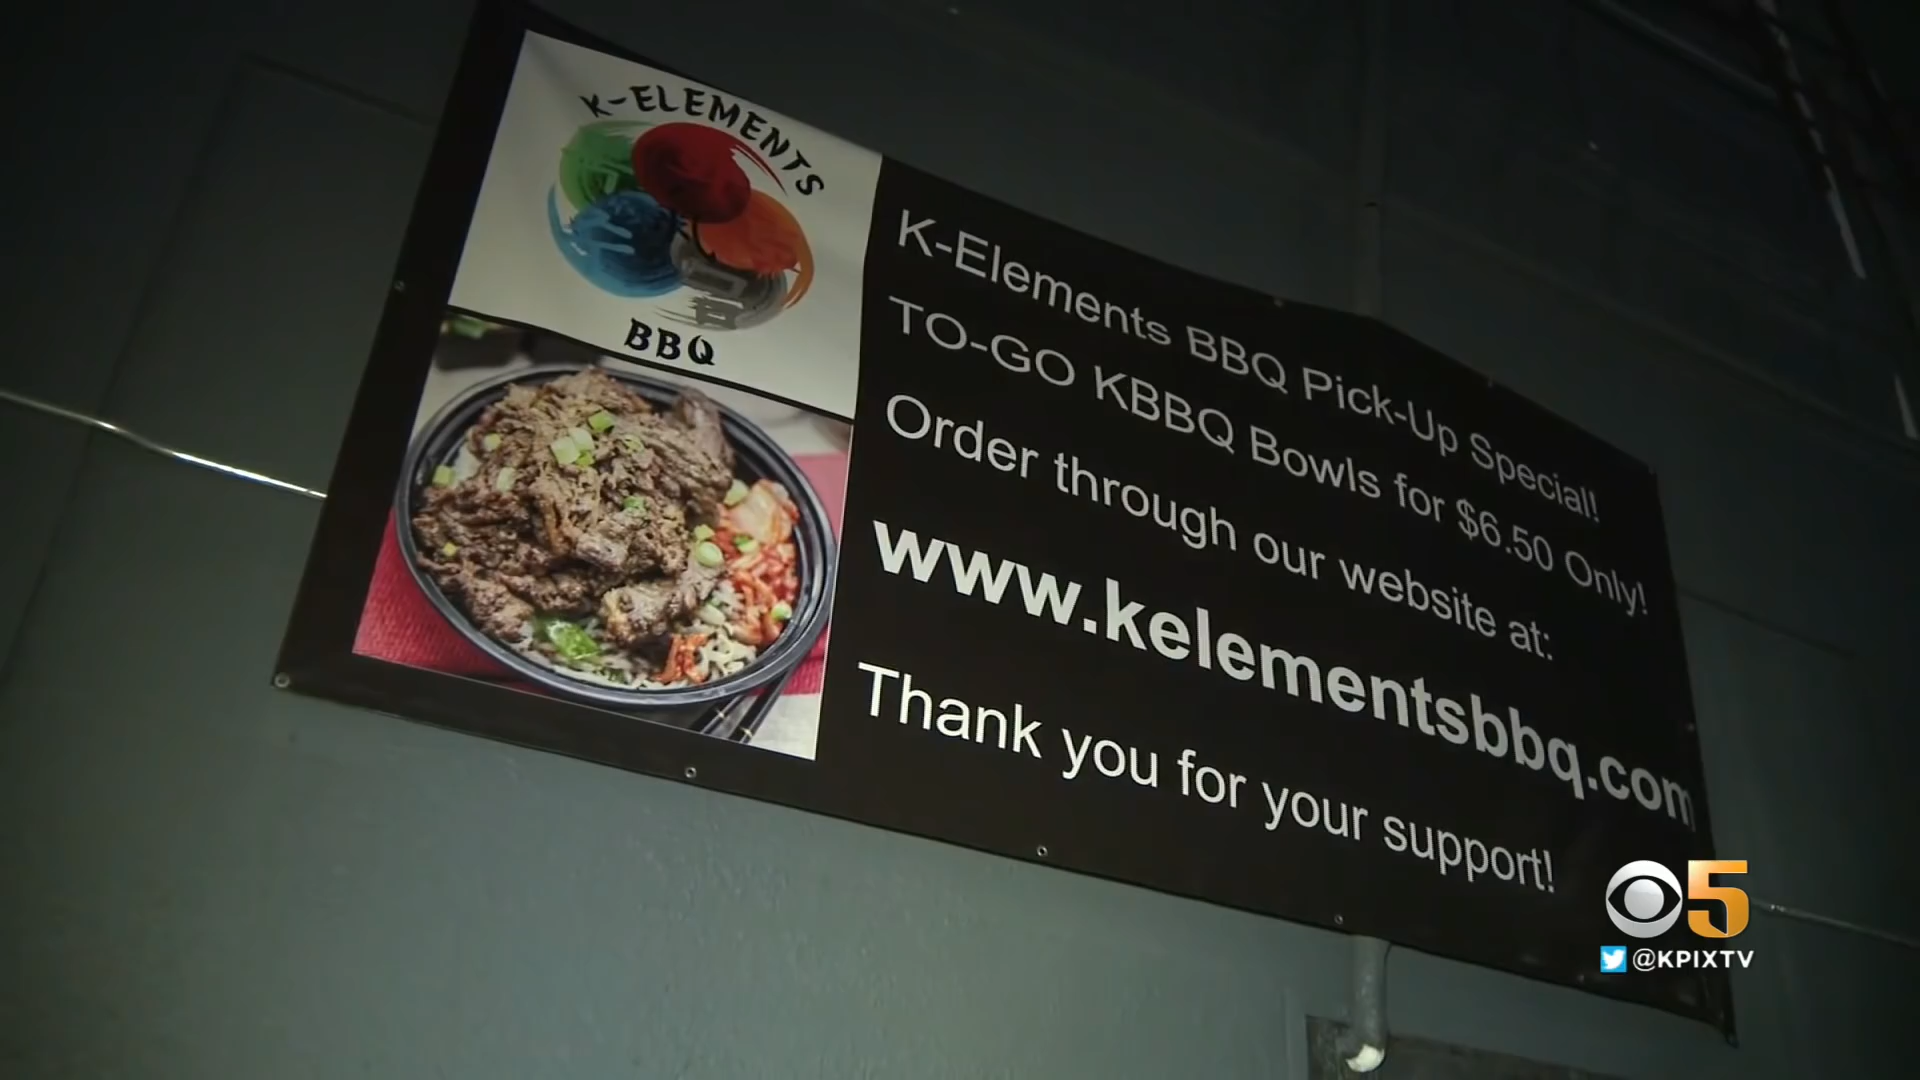 K-ELEMENTS
BBQ
K-Elements BBQ Pick-Up Special!
TO-GO KBBQ Bowls for $6.50 Only!
Order through our website at:
www.kelementsbbq.com
Thank you for your support!
5
@KPIXTV